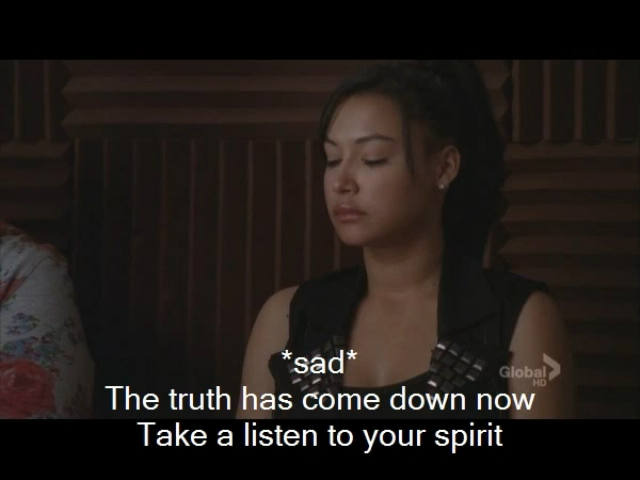 *sad*
Global
HD
The truth has come down now
Take a listen to your spirit